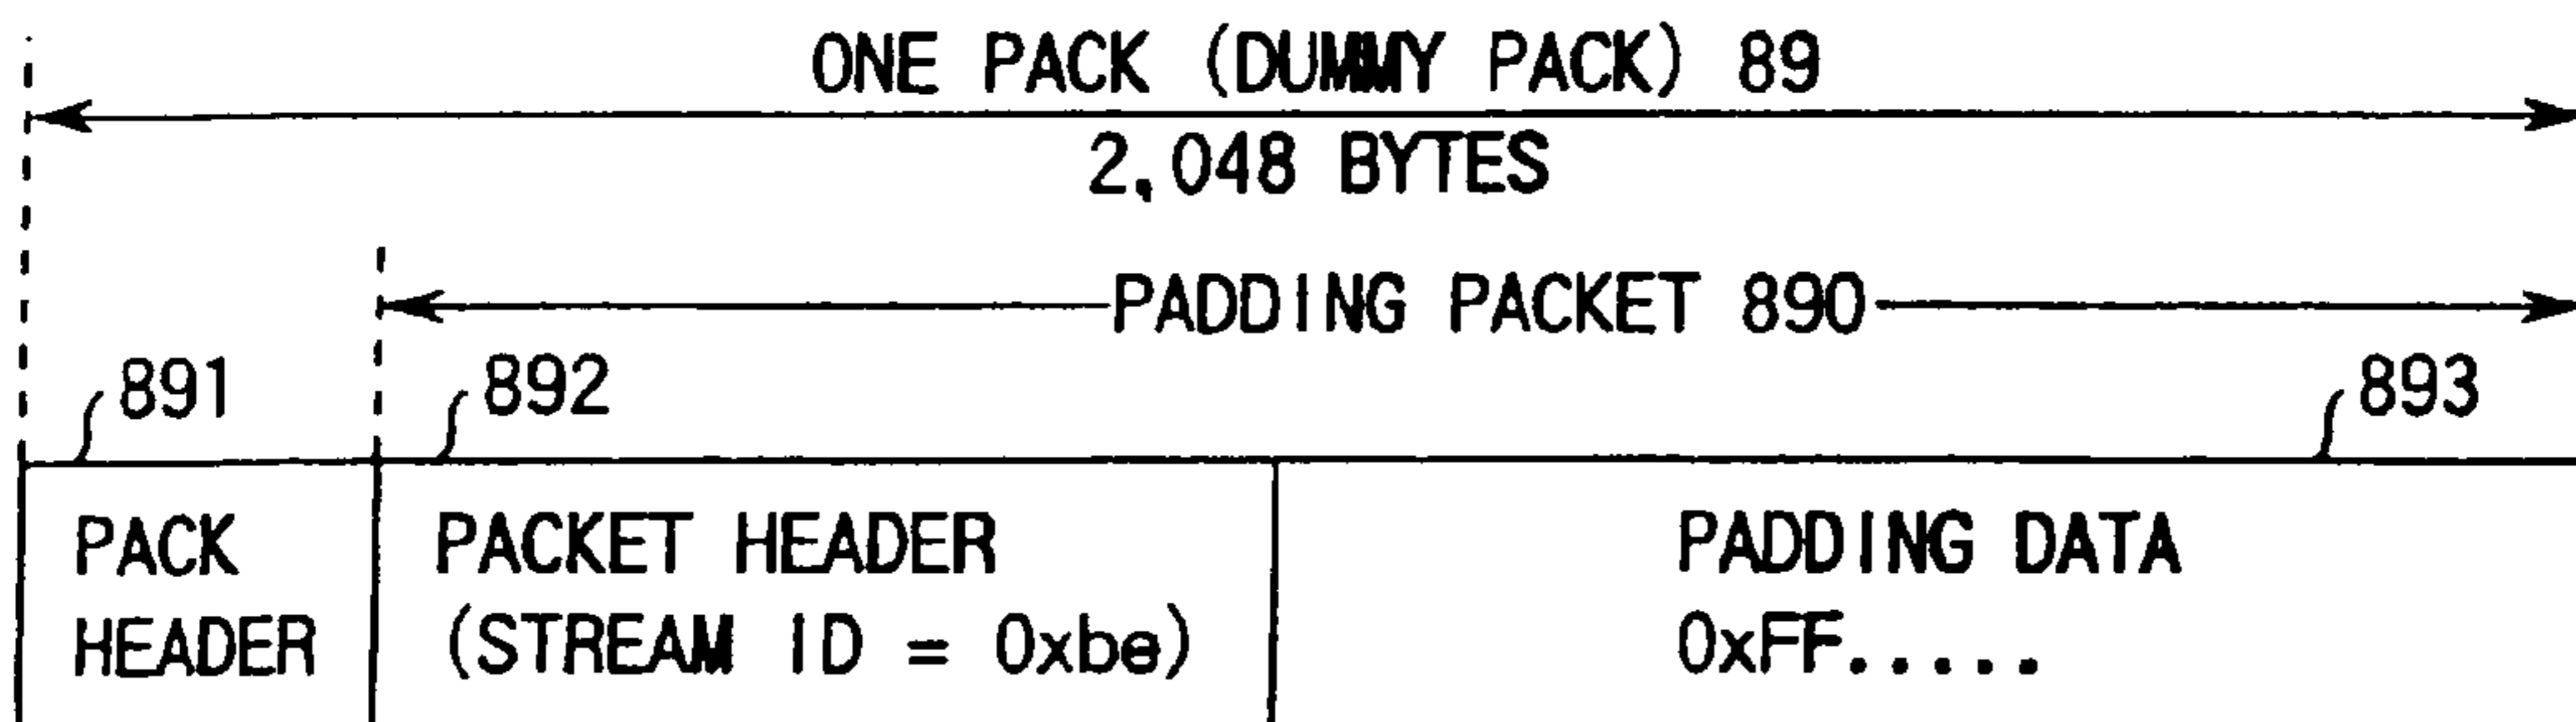 ONE PACK (DUMMY PACK) 89
2,048 BYTES
PADDING PACKET 890
891
892
893
PACK
HEADER
PACKET HEADER
(STREAM ID = 0xbe)
PADDING DATA
0xFF.....